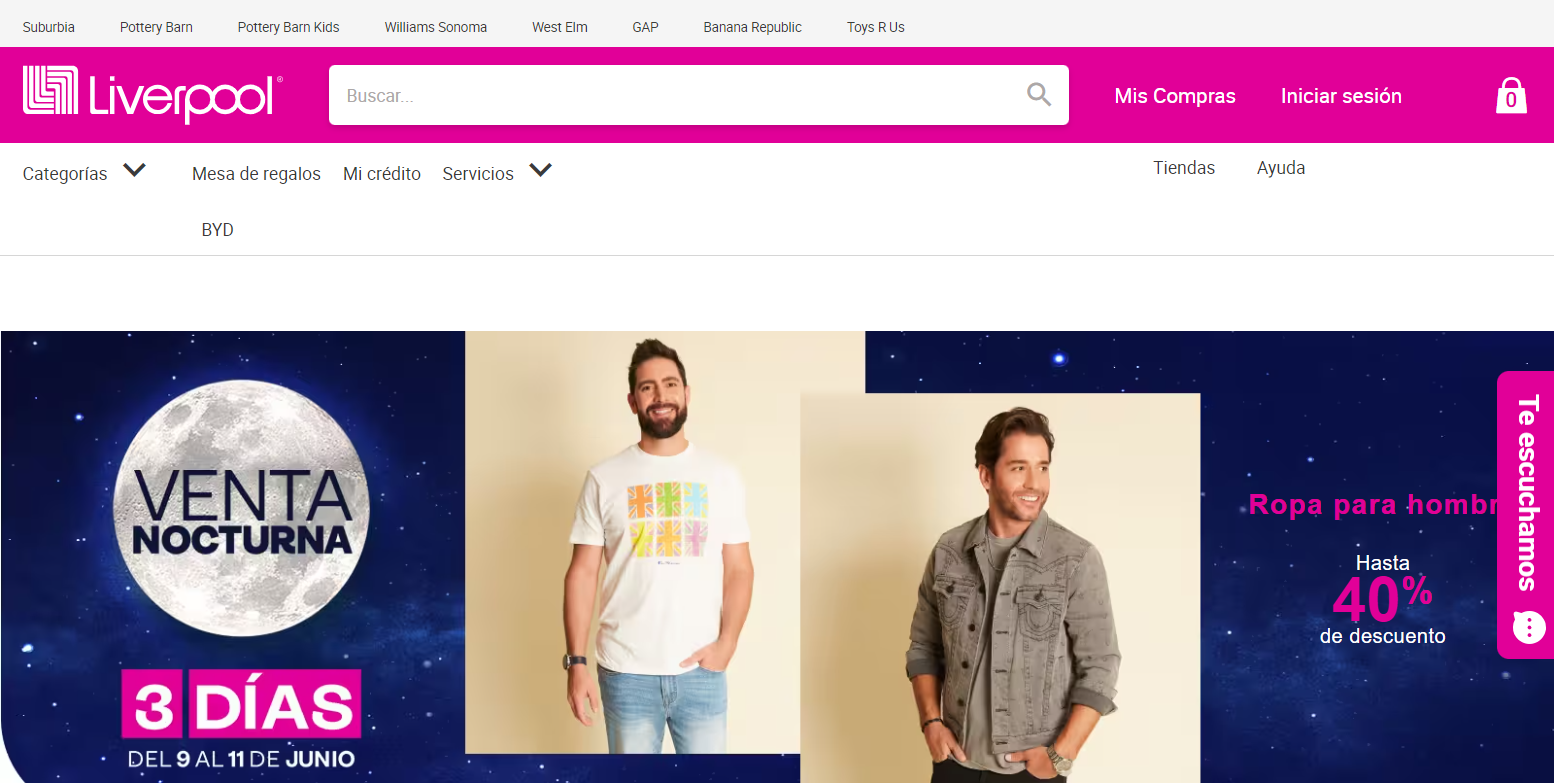 Suburbia Pottery Barn Pottery Barn Kids Williams Sonoma West Elm GAP Banana Republic Toys R Us
Liverpool® Buscar... Mis Compras Iniciar sesión 0
Categorías Mesa de regalos Mi crédito Servicios Tiendas Ayuda
BYD
VENTA
NOCTURNA
3 DÍAS
DEL 9 AL 11 DE JUNIO
Ropa para hombr
Hasta
40%
de descuento
Te escuchamos